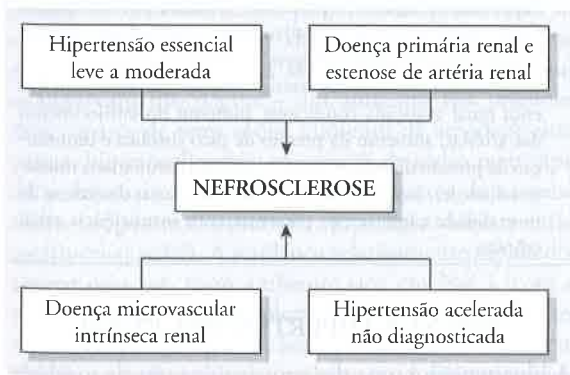 Hipertensão essencial
leve a moderada
Doença primária renal e
estenose de artéria renal
NEFROSCLEROSE
Doença microvascular
intrínseca renal
Hipertensão acelerada
não diagnosticada